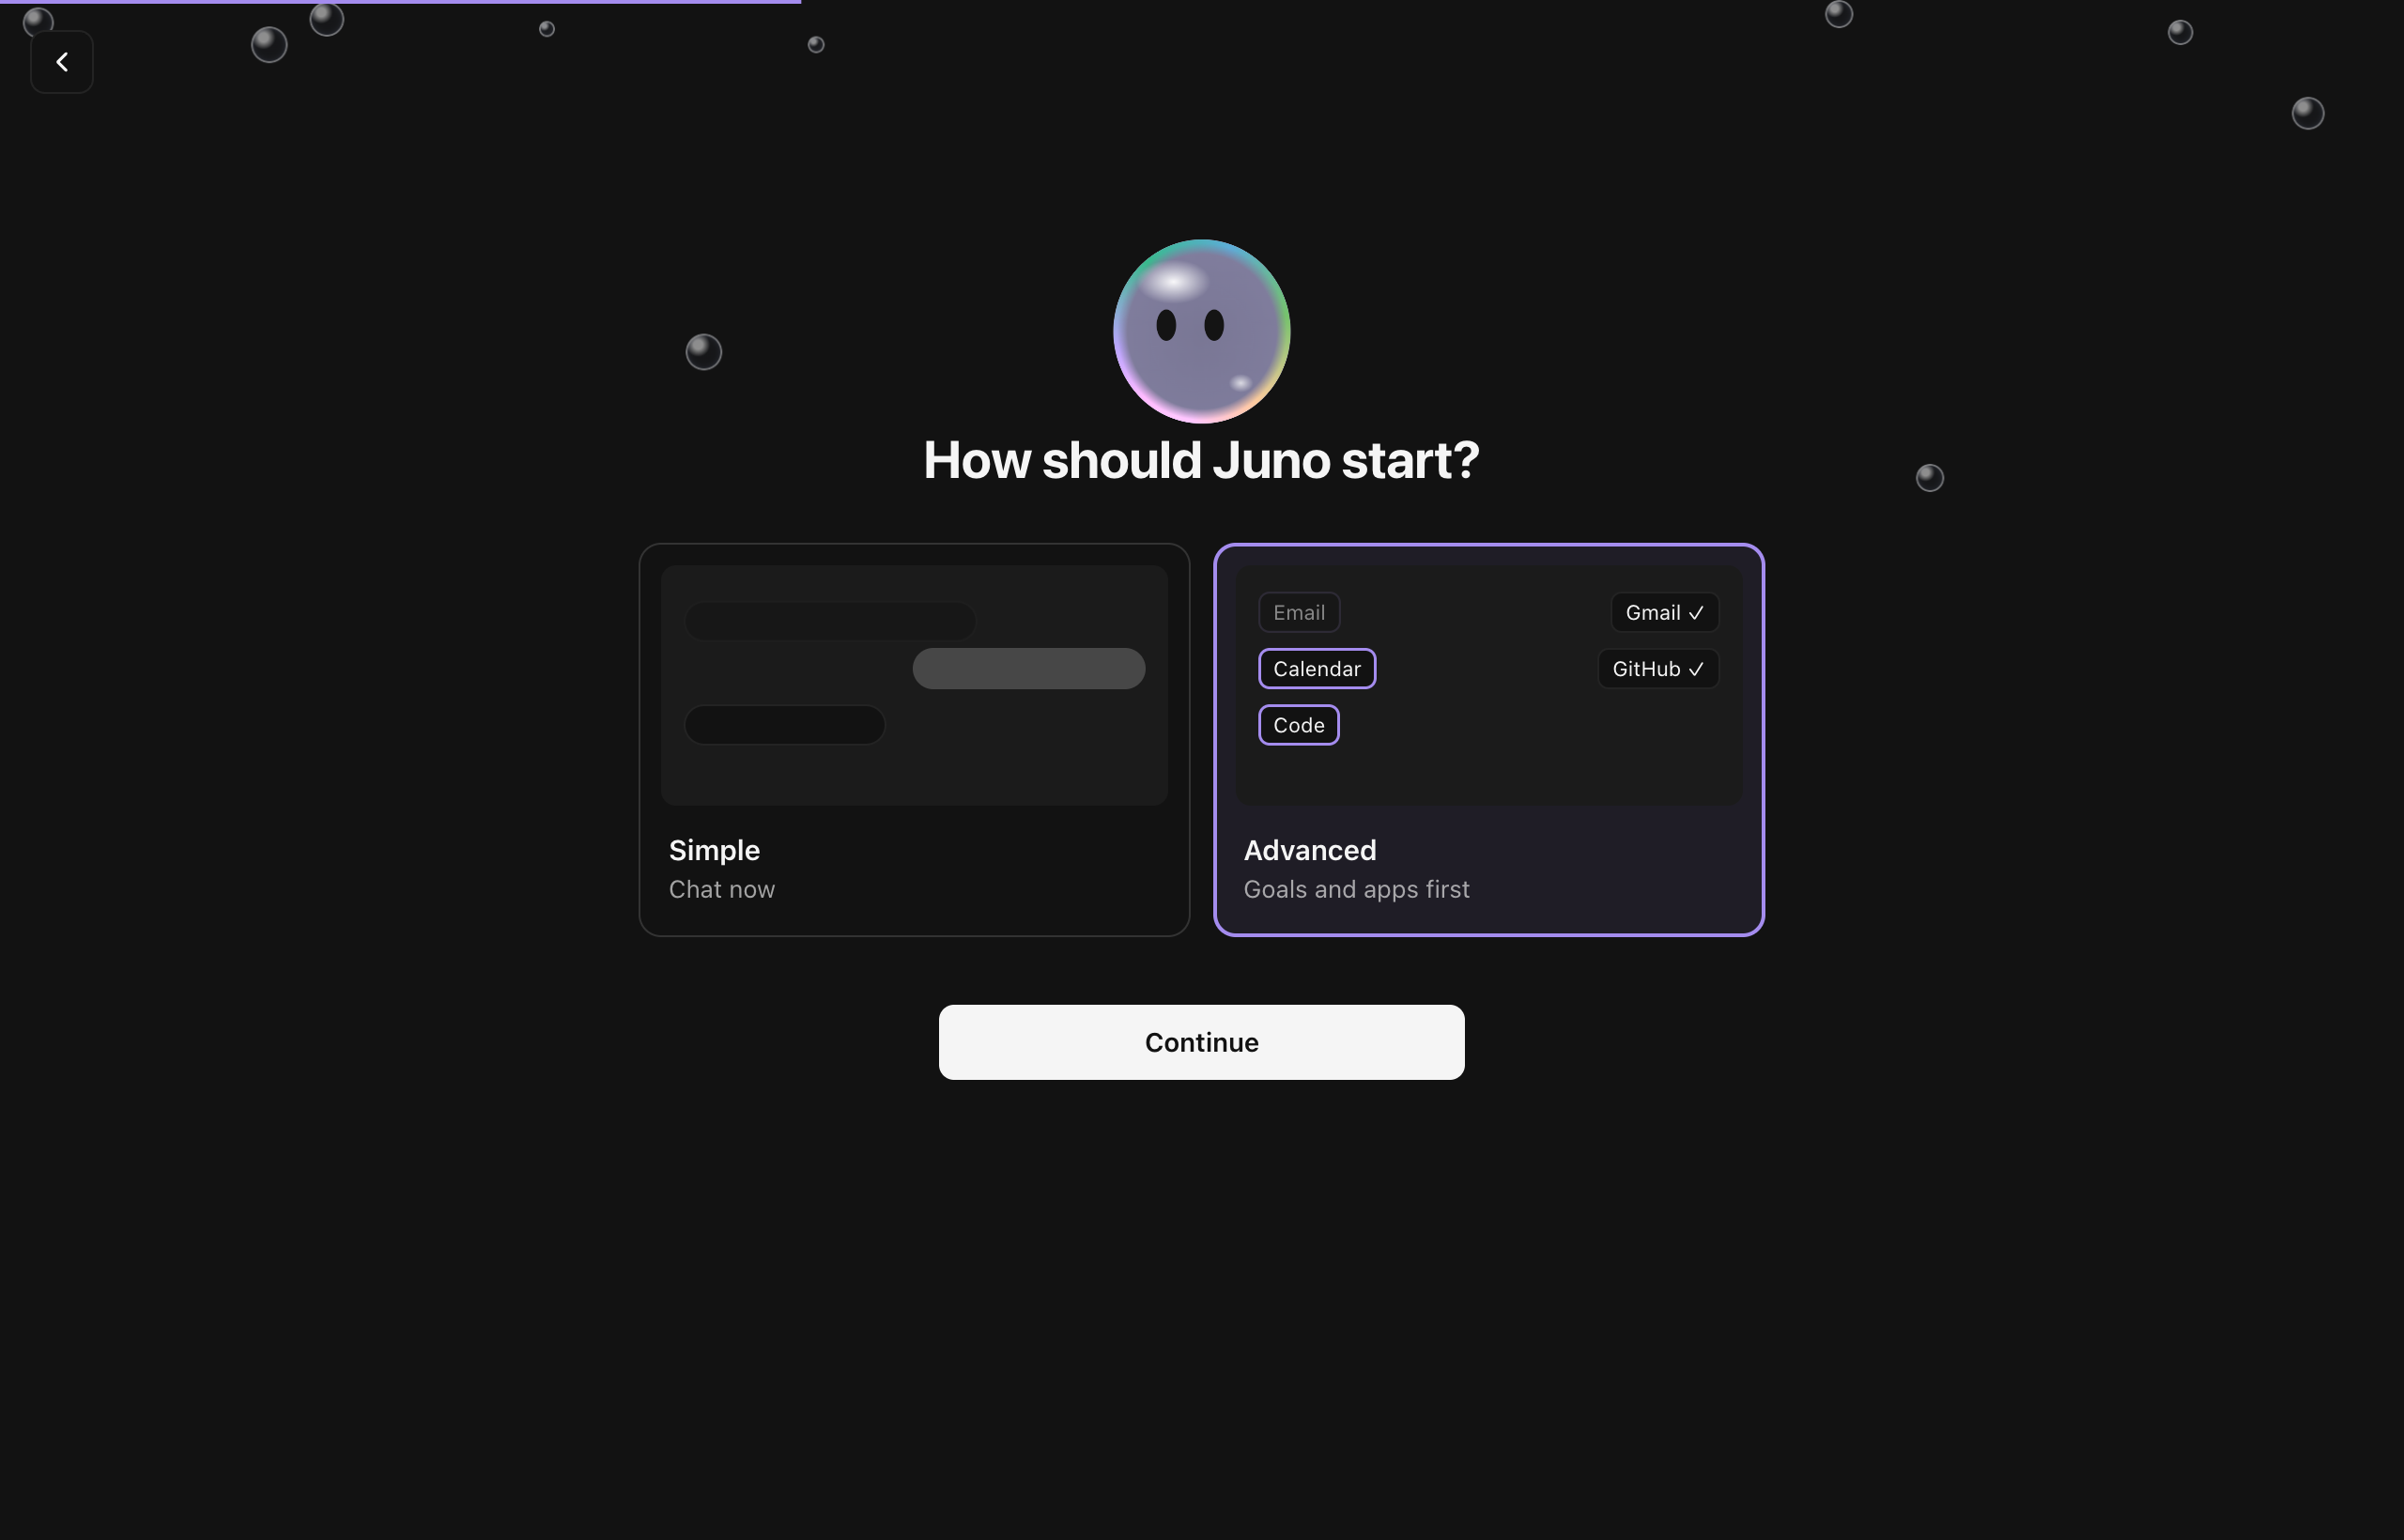 How should Juno start?
Email
Gmail ✓
Calendar
GitHub ✓
Code
Simple
Chat now
Advanced
Goals and apps first
Continue